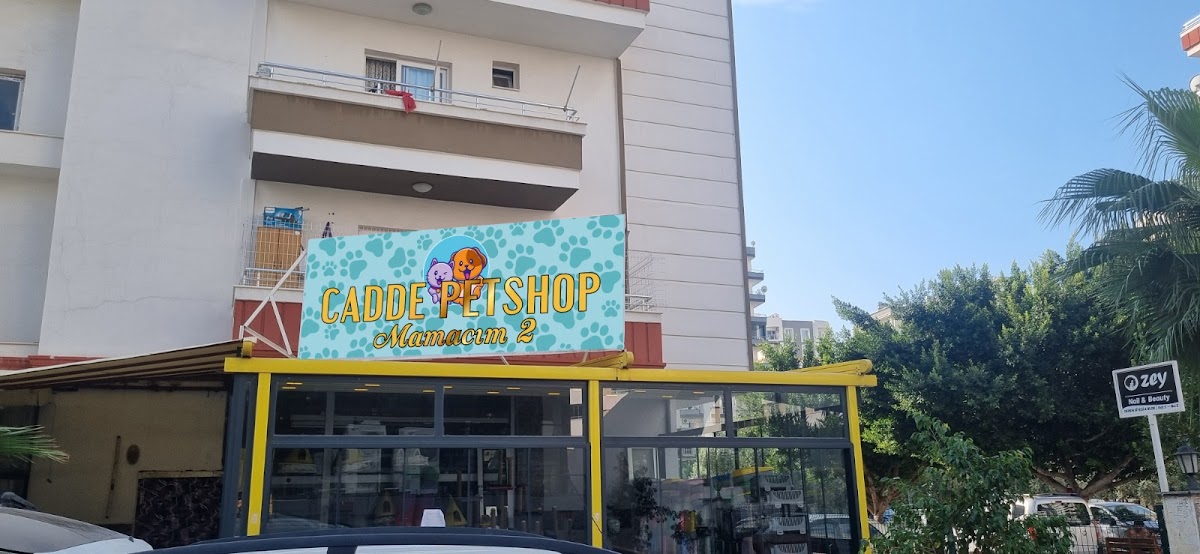 CADDE PETSHOP
Mamacım 2
zey
Nail & Beauty